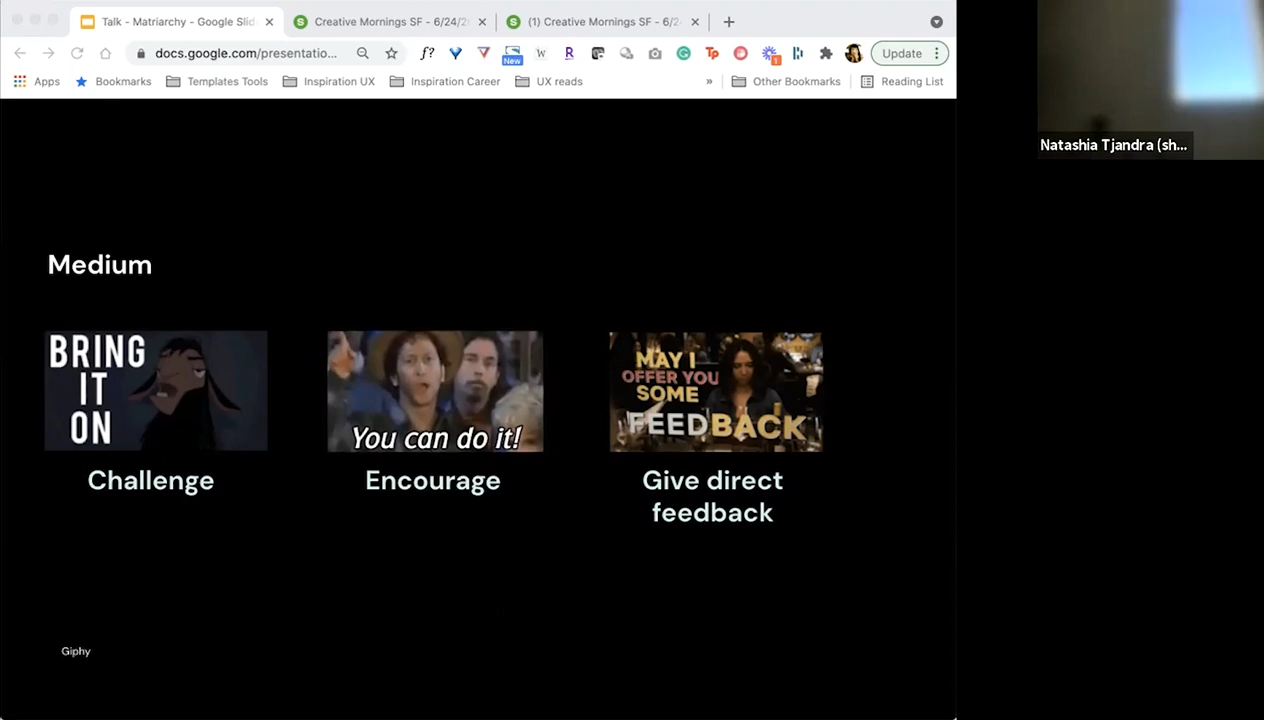 Talk - Matriarchy - Google Slid
Creative Mornings SF - 6/24/2
(1) Creative Mornings SF - 6/2
docs.google.com/presentatio...
f?
New
W
R
Tp
1
Update
Apps
Bookmarks
Templates Tools
Inspiration UX
Inspiration Career
UX reads
»
Other Bookmarks
Reading List
Natashia Tjandra (sh...
Medium
BRING
IT
ON
You can do it!
MAY I
OFFER YOU
SOME
FEEDBACK
Challenge
Encourage
Give direct
feedback
Giphy